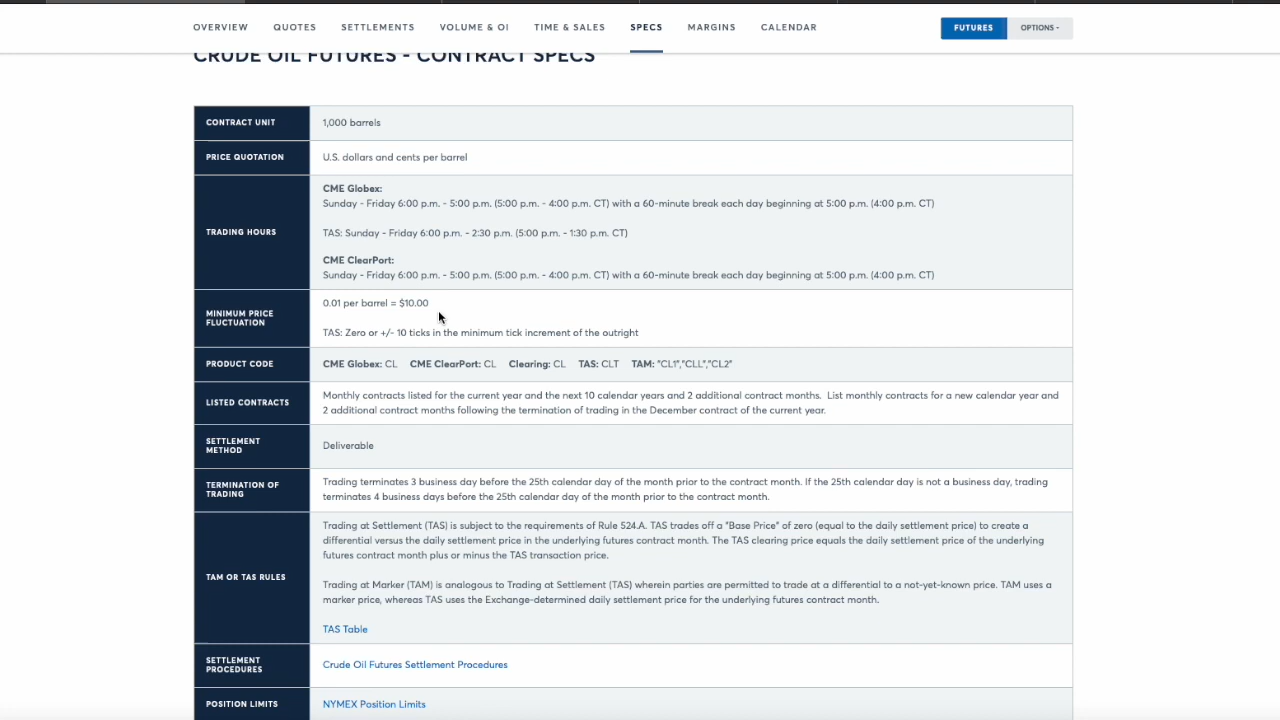 OVERVIEW QUOTES SETTLEMENTS VOLUME & OI TIME & SALES SPECS MARGINS CALENDAR FUTURES OPTIONS
CRUDE OIL FUTURES - CONTRACT SPECS
CONTRACT UNIT
1,000 barrels
PRICE QUOTATION
U.S. dollars and cents per barrel
TRADING HOURS
CME Globex:
Sunday - Friday 6:00 p.m. - 5:00 p.m. (5:00 p.m. - 4:00 p.m. CT) with a 60-minute break each day beginning at 5:00 p.m. (4:00 p.m. CT)
TAS: Sunday - Friday 6:00 p.m. - 2:30 p.m. (5:00 p.m. - 1:30 p.m. CT)
CME ClearPort:
Sunday - Friday 6:00 p.m. - 5:00 p.m. (5:00 p.m. - 4:00 p.m. CT) with a 60-minute break each day beginning at 5:00 p.m. (4:00 p.m. CT)
MINIMUM PRICE
FLUCTUATION
0.01 per barrel = $10.00
TAS: Zero or +/- 10 ticks in the minimum tick increment of the outright
PRODUCT CODE
CME Globex: CL CME ClearPort: CL Clearing: CL TAS: CLT TAM: "CL1","CLL","CL2"
LISTED CONTRACTS
Monthly contracts listed for the current year and the next 10 calendar years and 2 additional contract months. List monthly contracts for a new calendar year and
2 additional contract months following the termination of trading in the December contract of the current year.
SETTLEMENT
METHOD
Deliverable
TERMINATION OF
TRADING
Trading terminates 3 business day before the 25th calendar day of the month prior to the contract month. If the 25th calendar day is not a business day, trading
terminates 4 business days before the 25th calendar day of the month prior to the contract month.
TAM OR TAS RULES
Trading at Settlement (TAS) is subject to the requirements of Rule 524.A. TAS trades off a "Base Price" of zero (equal to the daily settlement price) to create a
differential versus the daily settlement price in the underlying futures contract month. The TAS clearing price equals the daily settlement price of the underlying
futures contract month plus or minus the TAS transaction price.
Trading at Marker (TAM) is analogous to Trading at Settlement (TAS) wherein parties are permitted to trade at a differential to a not-yet-known price. TAM uses a
marker price, whereas TAS uses the Exchange-determined daily settlement price for the underlying futures contract month.
TAS Table
SETTLEMENT
PROCEDURES
Crude Oil Futures Settlement Procedures
POSITION LIMITS
NYMEX Position Limits